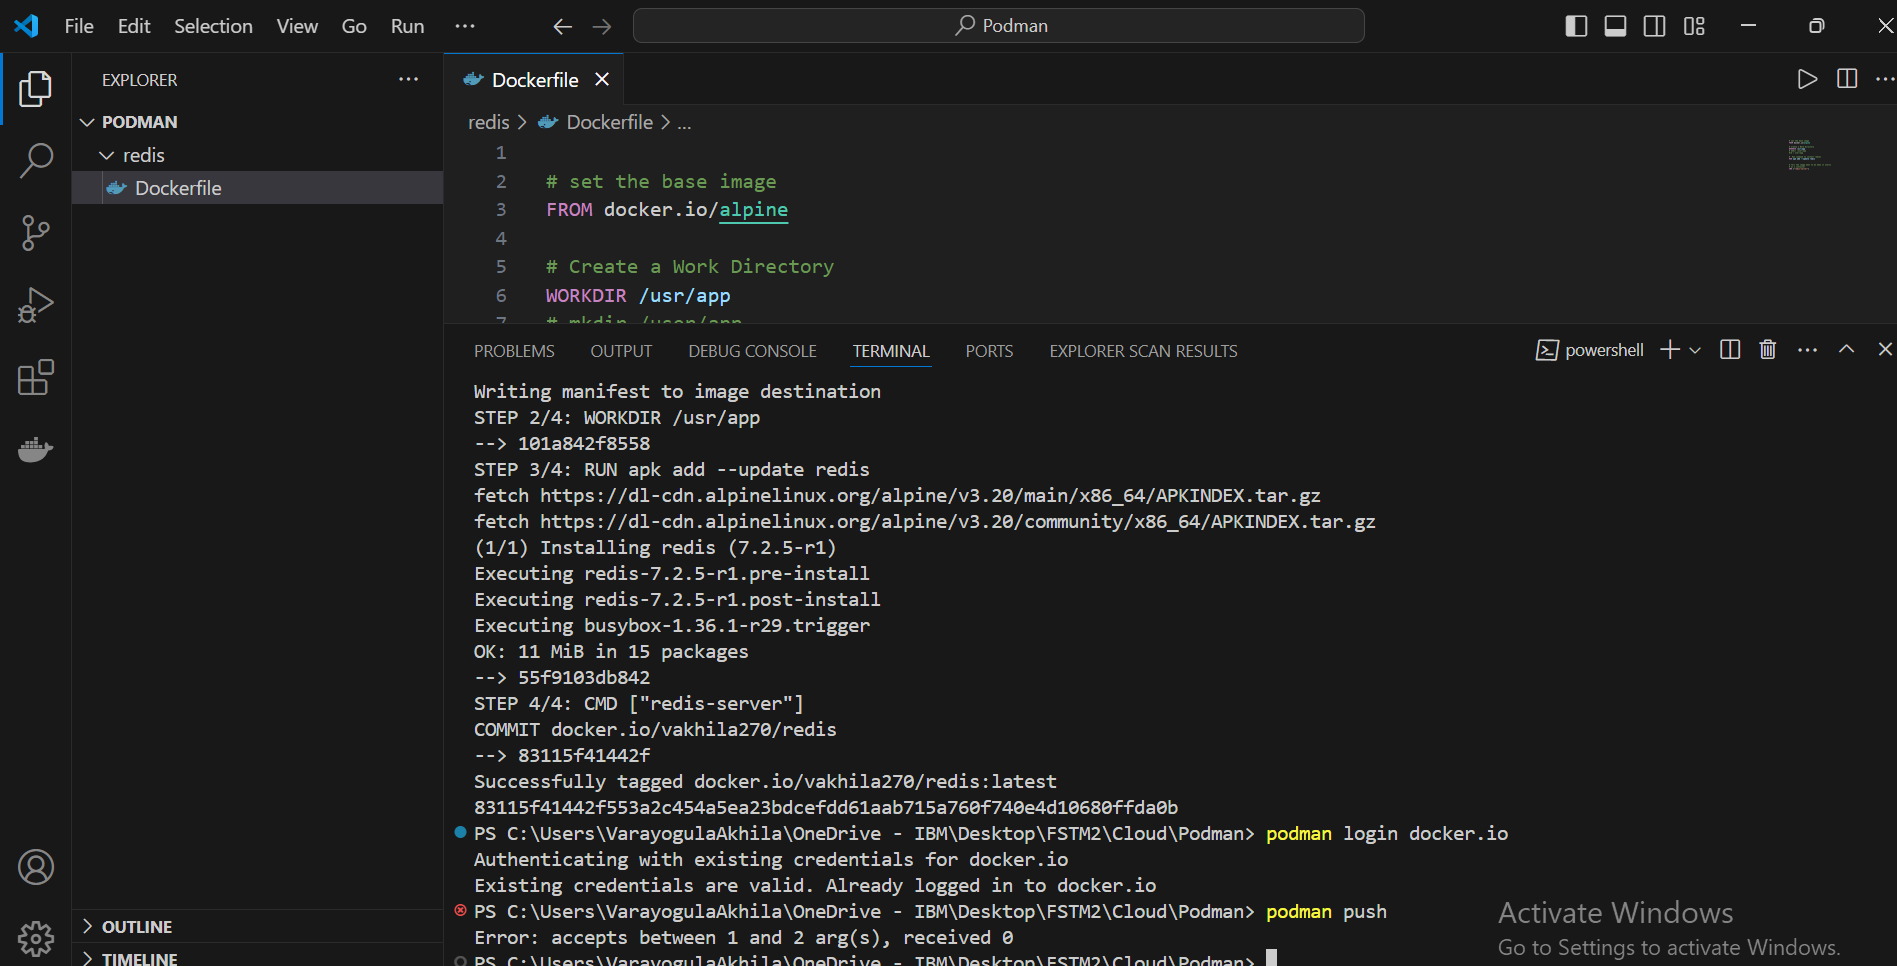 File Edit Selection View Go Run ···
Podman
EXPLORER ···
PODMAN
redis
Dockerfile
OUTLINE
TIMELINE
Dockerfile
redis > Dockerfile > ...
1
2 # set the base image
3 FROM docker.io/alpine
4
5 # Create a Work Directory
6 WORKDIR /usr/app
7 # mkdir /user/app
PROBLEMS OUTPUT DEBUG CONSOLE TERMINAL PORTS EXPLORER SCAN RESULTS
powershell
Writing manifest to image destination
STEP 2/4: WORKDIR /usr/app
--> 101a842f8558
STEP 3/4: RUN apk add --update redis
fetch https://dl-cdn.alpinelinux.org/alpine/v3.20/main/x86_64/APKINDEX.tar.gz
fetch https://dl-cdn.alpinelinux.org/alpine/v3.20/community/x86_64/APKINDEX.tar.gz
(1/1) Installing redis (7.2.5-r1)
Executing redis-7.2.5-r1.pre-install
Executing redis-7.2.5-r1.post-install
Executing busybox-1.36.1-r29.trigger
OK: 11 MiB in 15 packages
--> 55f9103db842
STEP 4/4: CMD ["redis-server"]
COMMIT docker.io/vakhila270/redis
--> 83115f41442f
Successfully tagged docker.io/vakhila270/redis:latest
83115f41442f553a2c454a5ea23bdcefdd61aab715a760f740e4d10680ffda0b
PS C:\Users\VarayogulaAkhila\OneDrive - IBM\Desktop\FSTM2\Cloud\Podman> podman login docker.io
Authenticating with existing credentials for docker.io
Existing credentials are valid. Already logged in to docker.io
PS C:\Users\VarayogulaAkhila\OneDrive - IBM\Desktop\FSTM2\Cloud\Podman> podman push
Error: accepts between 1 and 2 arg(s), received 0
PS C:\Users\VarayogulaAkhila\OneDrive - IBM\Desktop\FSTM2\Cloud\Podman>
Activate Windows
Go to Settings to activate Windows.